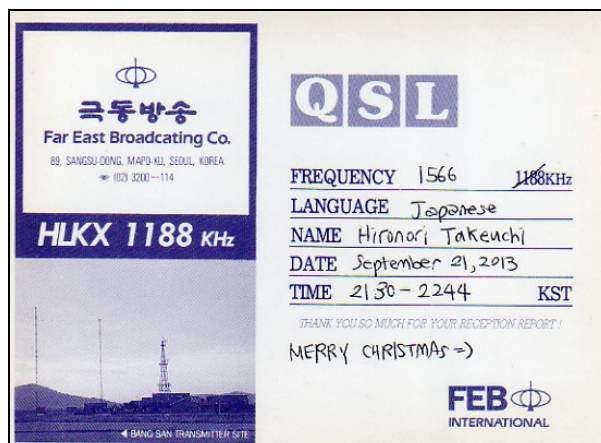 극동방송
Far East Broadcating Co.
89, SANGSU-DONG, MAPO-KU, SEOUL, KOREA
☏ (02) 3200-114
HLKX 1188 KHz
◀ BANG SAN TRANSMITTER SITE
QSL
FREQUENCY 1566 1188KHz
LANGUAGE Japanese
NAME Hironori Takeuchi
DATE September 21, 2013
TIME 2130-2244 KST
THANK YOU SO MUCH FOR YOUR RECEPTION REPORT !
MERRY CHRISTMAS =)
FEB
INTERNATIONAL